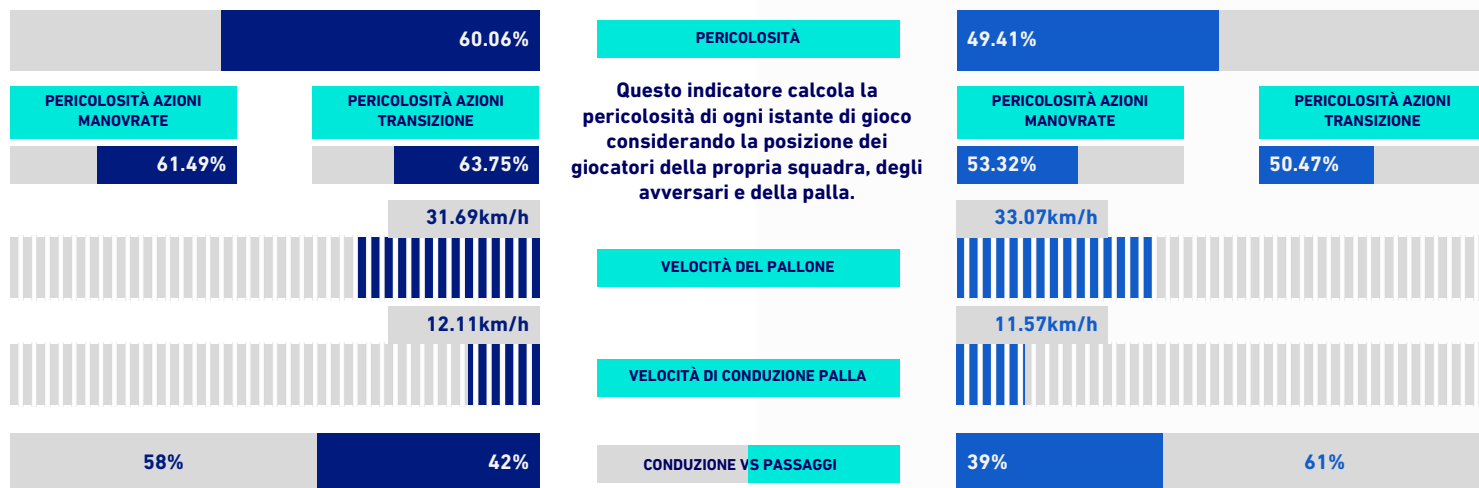 60.06%
PERICOLOSITÀ AZIONI
MANOVRATE
61.49%
PERICOLOSITÀ AZIONI
TRANSIZIONE
63.75%
31.69km/h
12.11km/h
58%
42%
PERICOLOSITÀ
Questo indicatore calcola la
pericolosità di ogni istante di gioco
considerando la posizione dei
giocatori della propria squadra, degli
avversari e della palla.
VELOCITÀ DEL PALLONE
VELOCITÀ DI CONDUZIONE PALLA
CONDUZIONE VS PASSAGGI
49.41%
PERICOLOSITÀ AZIONI
MANOVRATE
53.32%
PERICOLOSITÀ AZIONI
TRANSIZIONE
50.47%
33.07km/h
11.57km/h
39%
61%